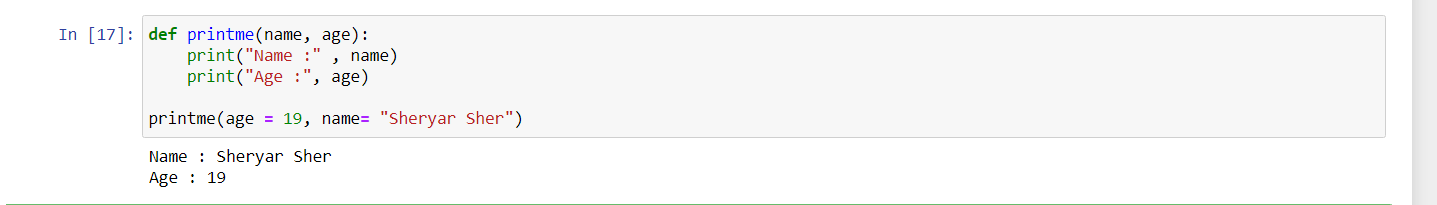 In [17]: def printme(name, age):
    print("Name :" , name)
    print("Age :", age)

printme(age = 19, name= "Sheryar Sher")
Name : Sheryar Sher
Age : 19